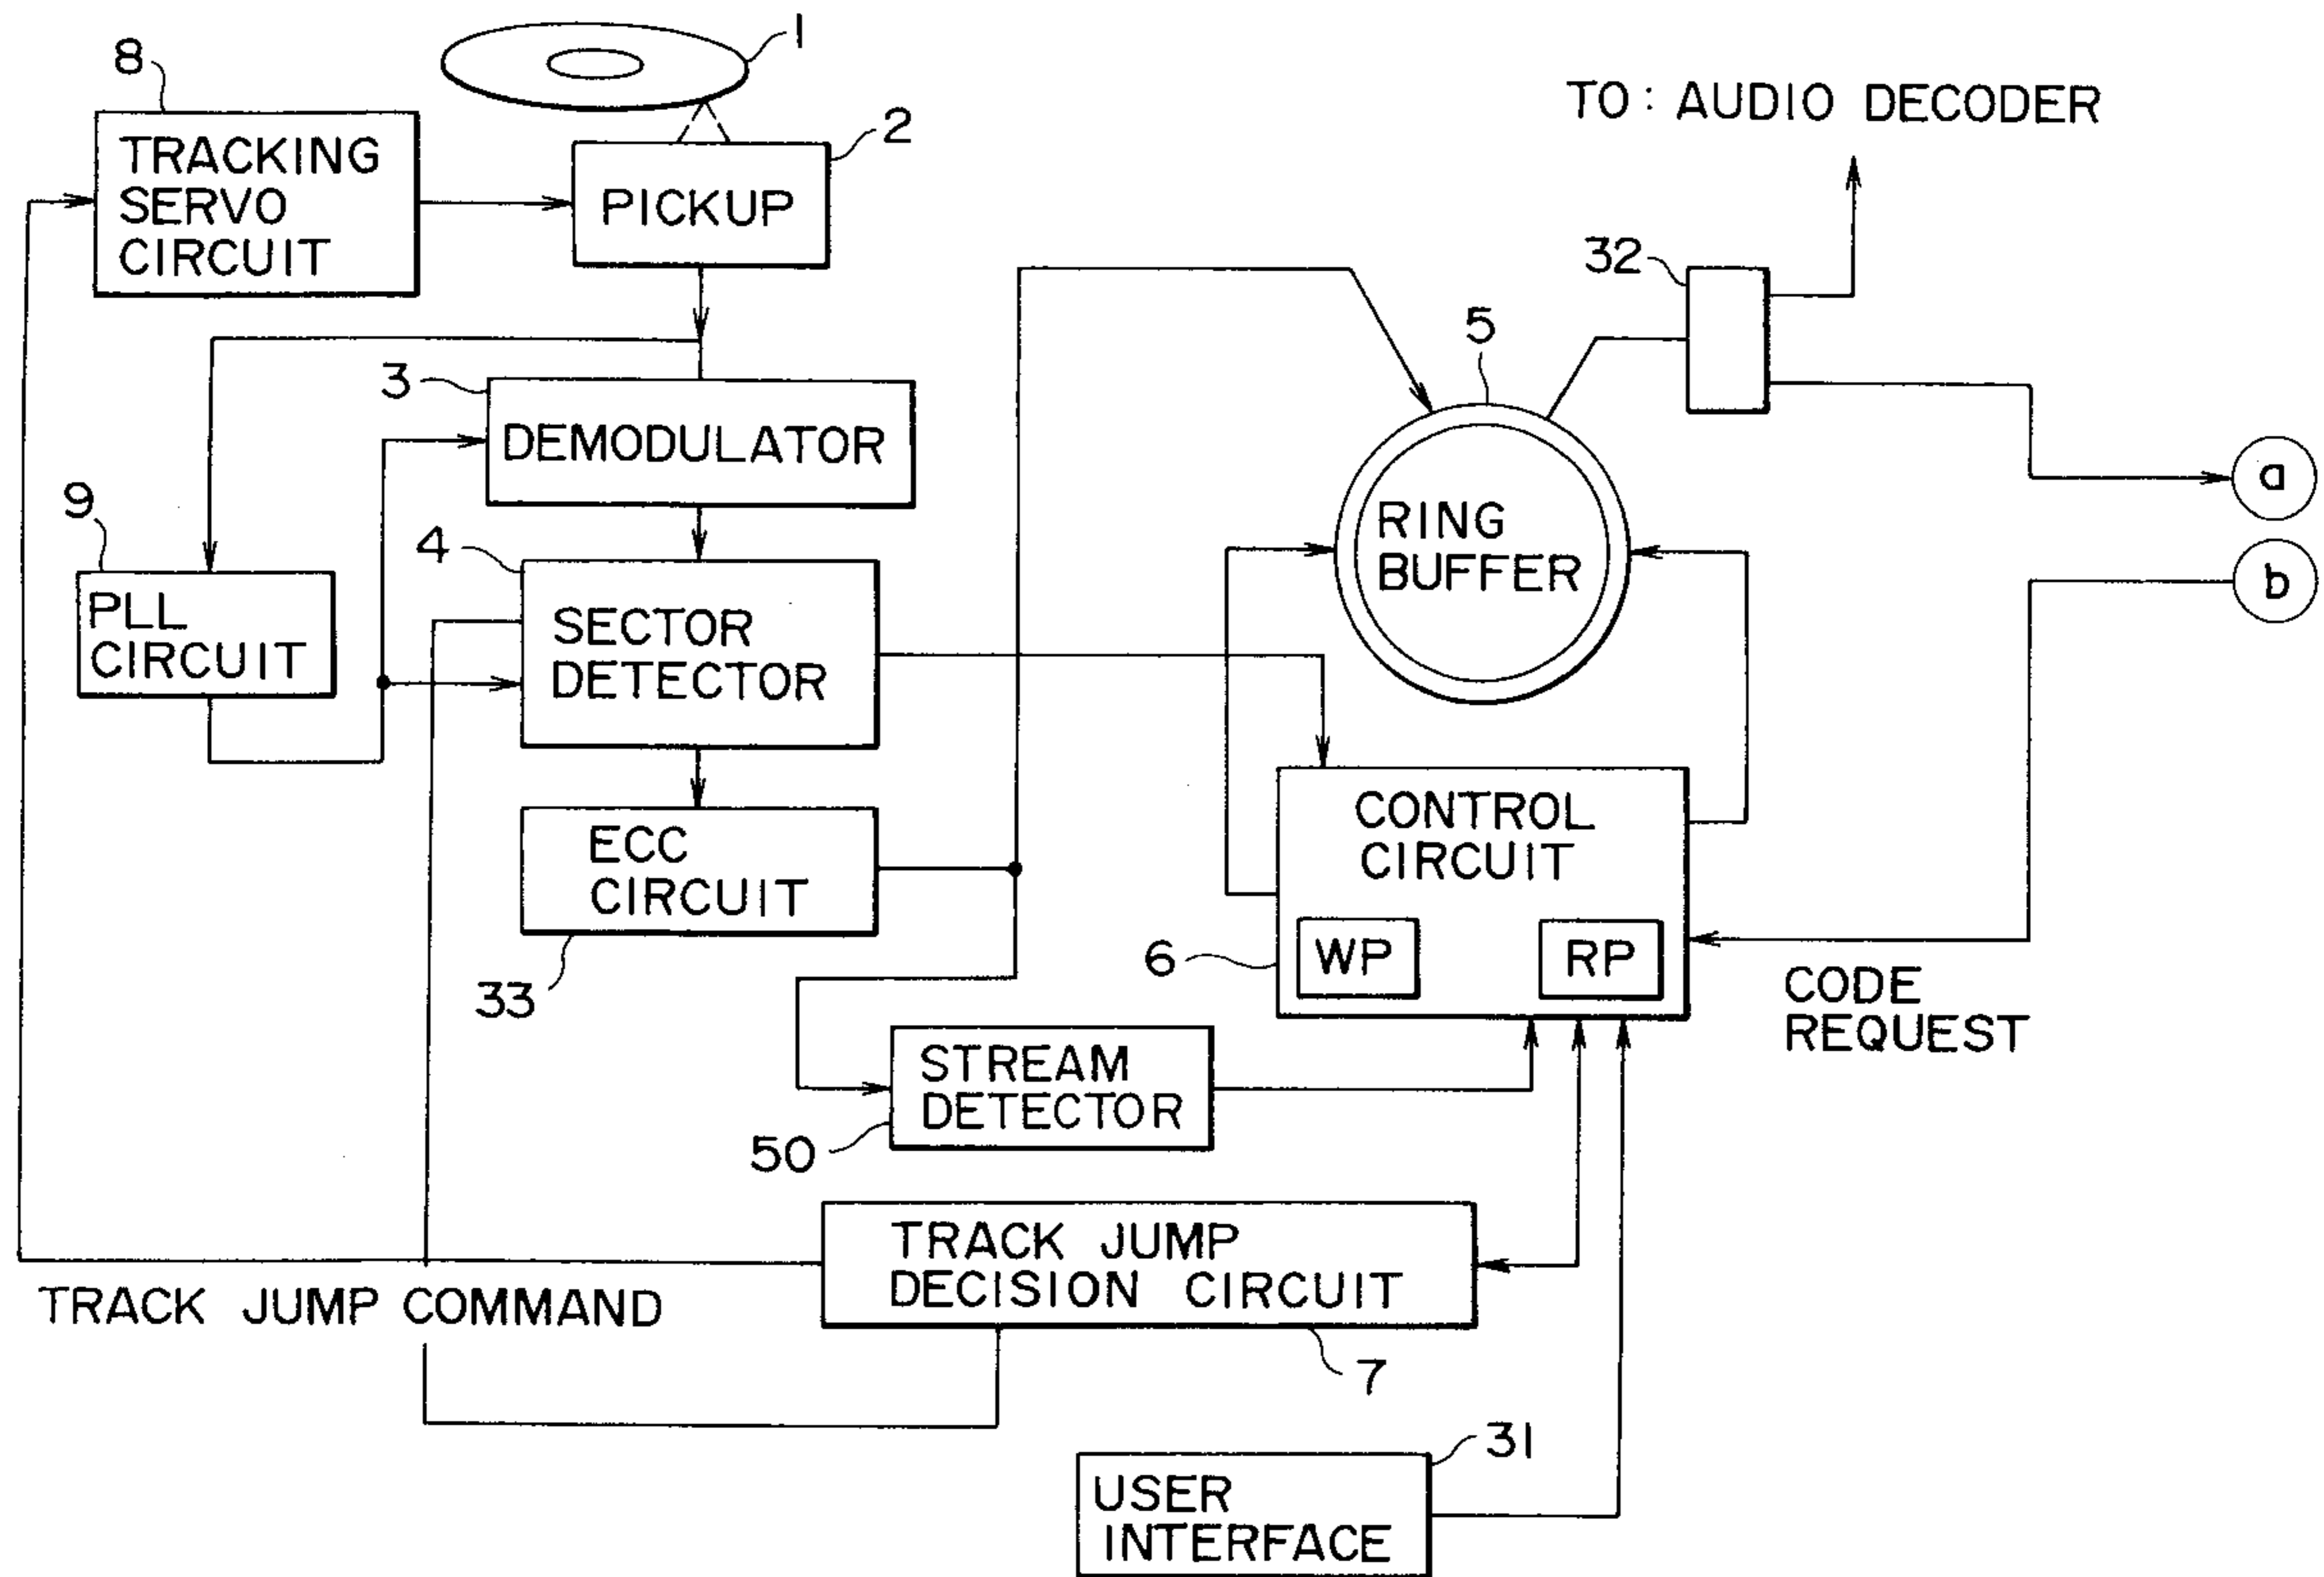 1
8
TRACKING
SERVO
CIRCUIT
2
PICKUP
TO: AUDIO DECODER
32
5
3
DEMODULATOR
a
9
PLL
CIRCUIT
4
SECTOR
DETECTOR
RING
BUFFER
b
ECC
CIRCUIT
33
CONTROL
CIRCUIT
6
WP
RP
CODE
REQUEST
STREAM
DETECTOR
50
TRACK JUMP
DECISION CIRCUIT
TRACK JUMP COMMAND
7
31
USER
INTERFACE